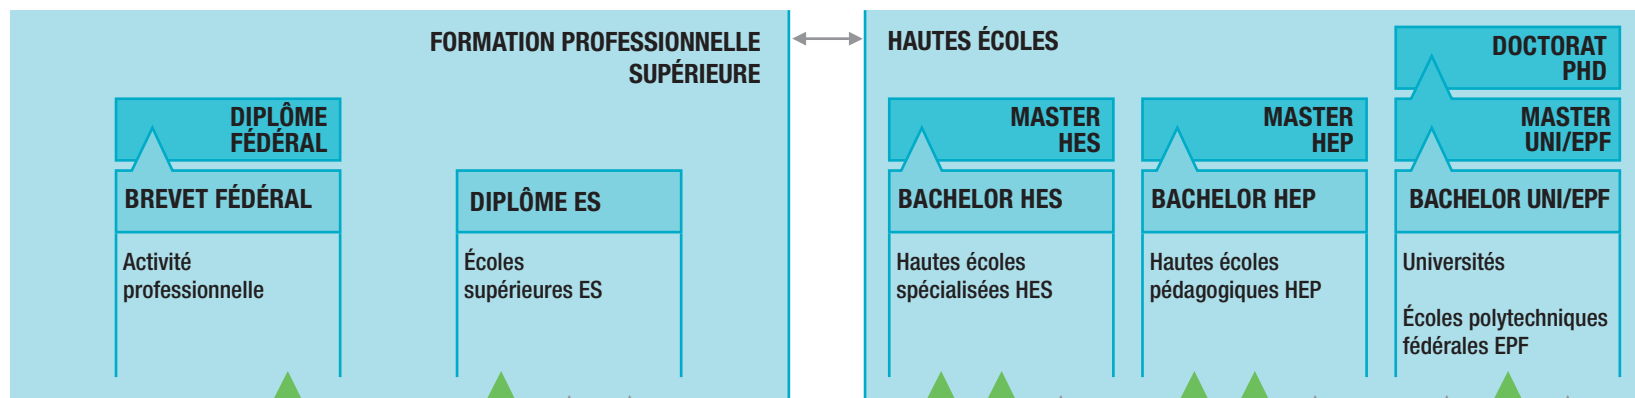 FORMATION PROFESSIONNELLE
SUPÉRIEURE
DIPLÔME
FÉDÉRAL
BREVET FÉDÉRAL
Activité
professionnelle
DIPLÔME ES
Écoles
supérieures ES
HAUTES ÉCOLES
MASTER
HES
BACHELOR HES
Hautes écoles
spécialisées HES
MASTER
HEP
BACHELOR HEP
Hautes écoles
pédagogiques HEP
DOCTORAT
PHD
MASTER
UNI/EPF
BACHELOR UNI/EPF
Universités
Écoles polytechniques
fédérales EPF